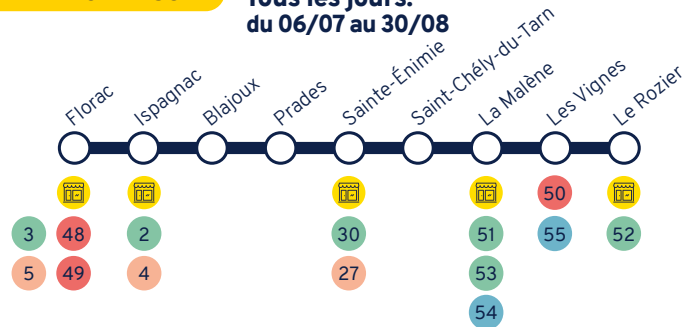 Tous les jours.
du 06/07 au 30/08
Florac
Ispagnac
Blajoux
Prades
Sainte-Énimie
Saint-Chély-du-Tarn
La Malène
Les Vignes
Le Rozier
50
3 48 2 30 51 55 52
5 49 4 27 53
54